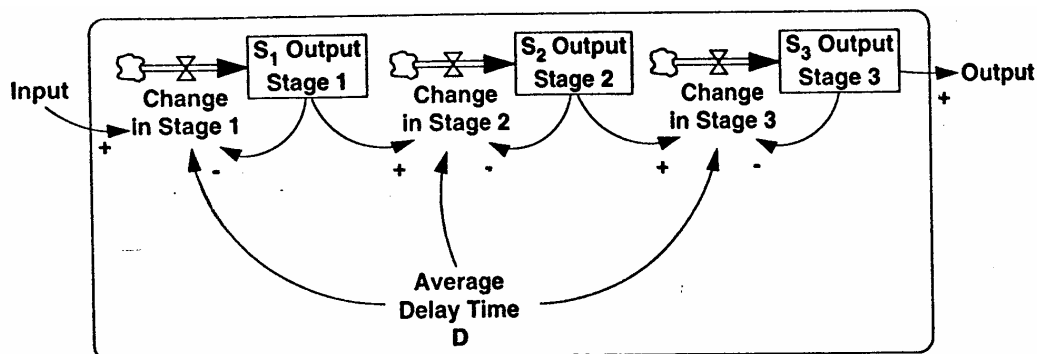 Input
+
Change
in Stage 1
-
S₁ Output
Stage 1
+
Change
in Stage 2
-
S₂ Output
Stage 2
+
Change
in Stage 3
-
S₃ Output
Stage 3
Output
+
Average
Delay Time
D